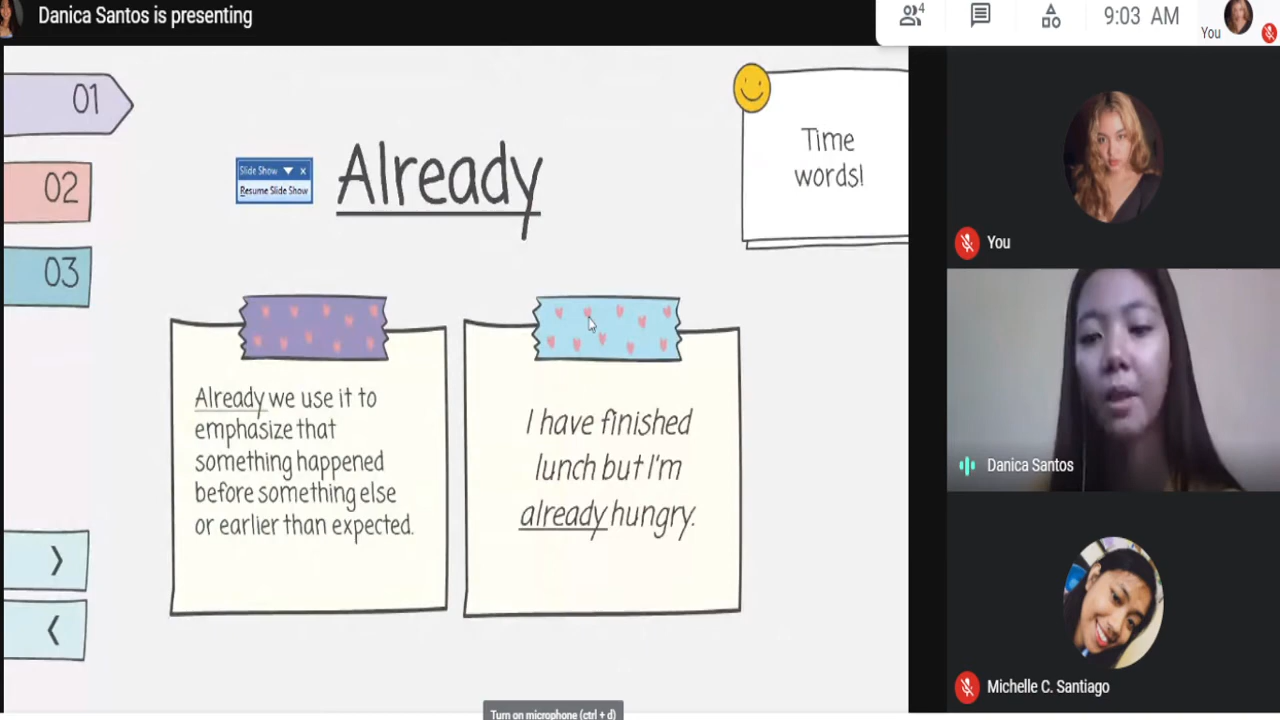 Danica Santos is presenting
4
9:03 AM
You
01
02
03
Slide Show
Resume Slide Show
Already
Time
words!
Already we use it to
emphasize that
something happened
before something else
or earlier than expected.
I have finished
lunch but I'm
already hungry.
You
Danica Santos
Michelle C. Santiago
Turn on microphone (ctrl + d)